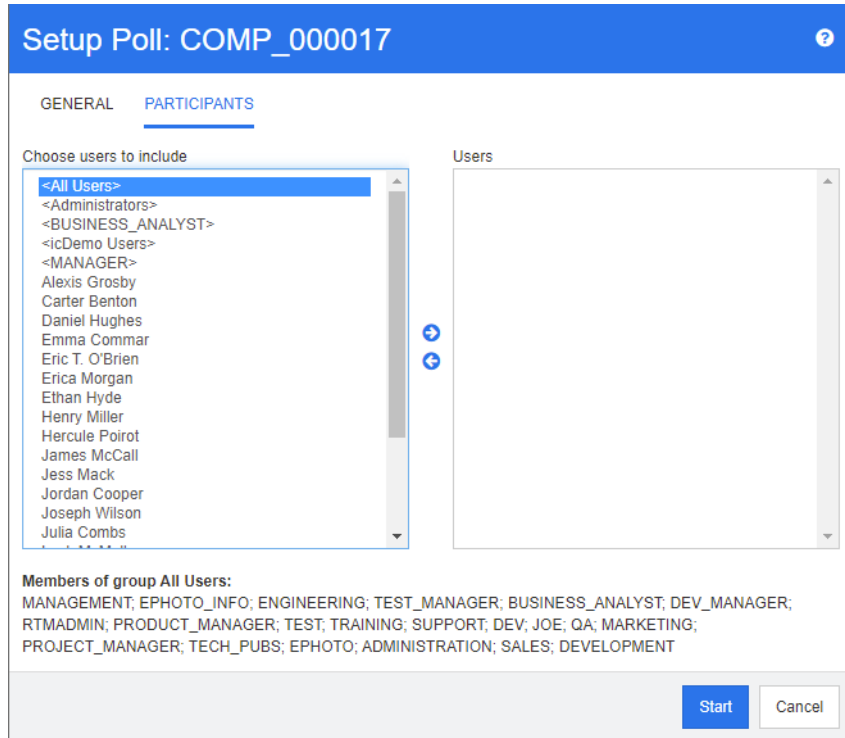 Setup Poll: COMP_000017
GENERAL PARTICIPANTS
Choose users to include
<All Users>
<Administrators>
<BUSINESS_ANALYST>
<icDemo Users>
<MANAGER>
Alexis Grosby
Carter Benton
Daniel Hughes
Emma Commar
Eric T. O'Brien
Erica Morgan
Ethan Hyde
Henry Miller
Hercule Poirot
James McCall
Jess Mack
Jordan Cooper
Joseph Wilson
Julia Combs
Users
Members of group All Users:
MANAGEMENT; EPHOTO_INFO; ENGINEERING; TEST_MANAGER; BUSINESS_ANALYST; DEV_MANAGER;
RTMADMIN; PRODUCT_MANAGER; TEST; TRAINING; SUPPORT; DEV; JOE; QA; MARKETING;
PROJECT_MANAGER; TECH_PUBS; EPHOTO; ADMINISTRATION; SALES; DEVELOPMENT
Start Cancel